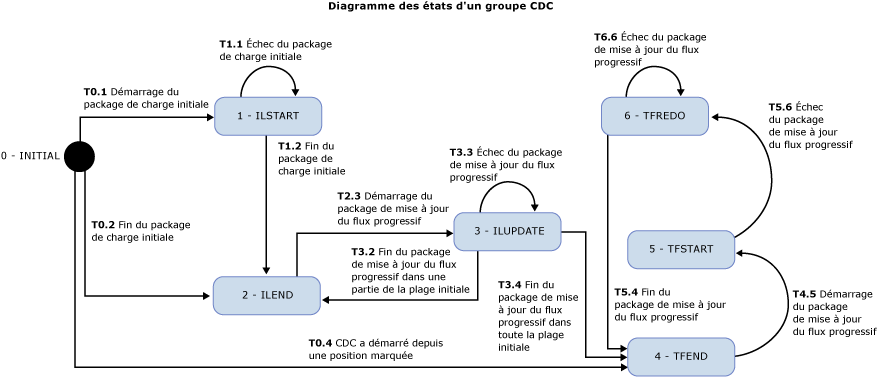 Diagramme des états d'un groupe CDC
T1.1 Échec du package
de charge initiale
T6.6 Échec du package
de mise à jour du flux
progressif
T0.1 Démarrage du
package de charge initiale
1 - ILSTART
6 - TFREDO
T5.6 Échec
du package
de mise à jour
du flux progressif
0 - INITIAL
T1.2 Fin du
package de
charge initiale
T3.3 Échec du package
de mise à jour du flux
progressif
T0.2 Fin du package
de charge initiale
T2.3 Démarrage du
package de mise à jour
du flux progressif
3 - ILUPDATE
5 - TFSTART
T3.2 Fin du package
de mise à jour du flux
progressif dans une
partie de la plage initiale
2 - ILEND
T3.4 Fin du
package de mise
à jour du flux
progressif dans
toute la plage
initiale
T5.4 Fin du
package de mise à jour
du flux progressif
T4.5 Démarrage
du package
de mise à jour
du flux progressif
T0.4 CDC a démarré depuis
une position marquée
4 - TFEND